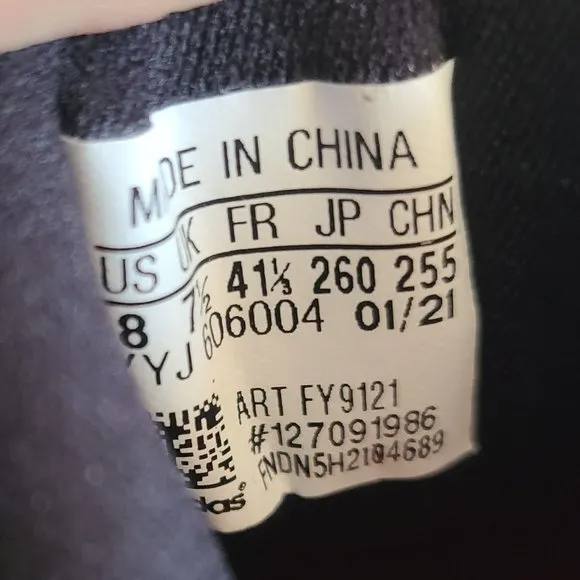 MADE IN CHINA
US UK FR JP CHN
8 7½ 41⅓ 260 255
606004 01/21
ART FY9121
#127091986